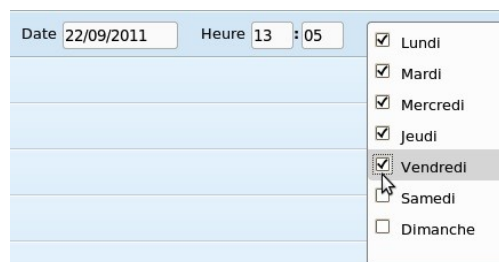 Date 22/09/2011 Heure 13 : 05
Lundi
Mardi
Mercredi
Jeudi
Vendredi
Samedi
Dimanche